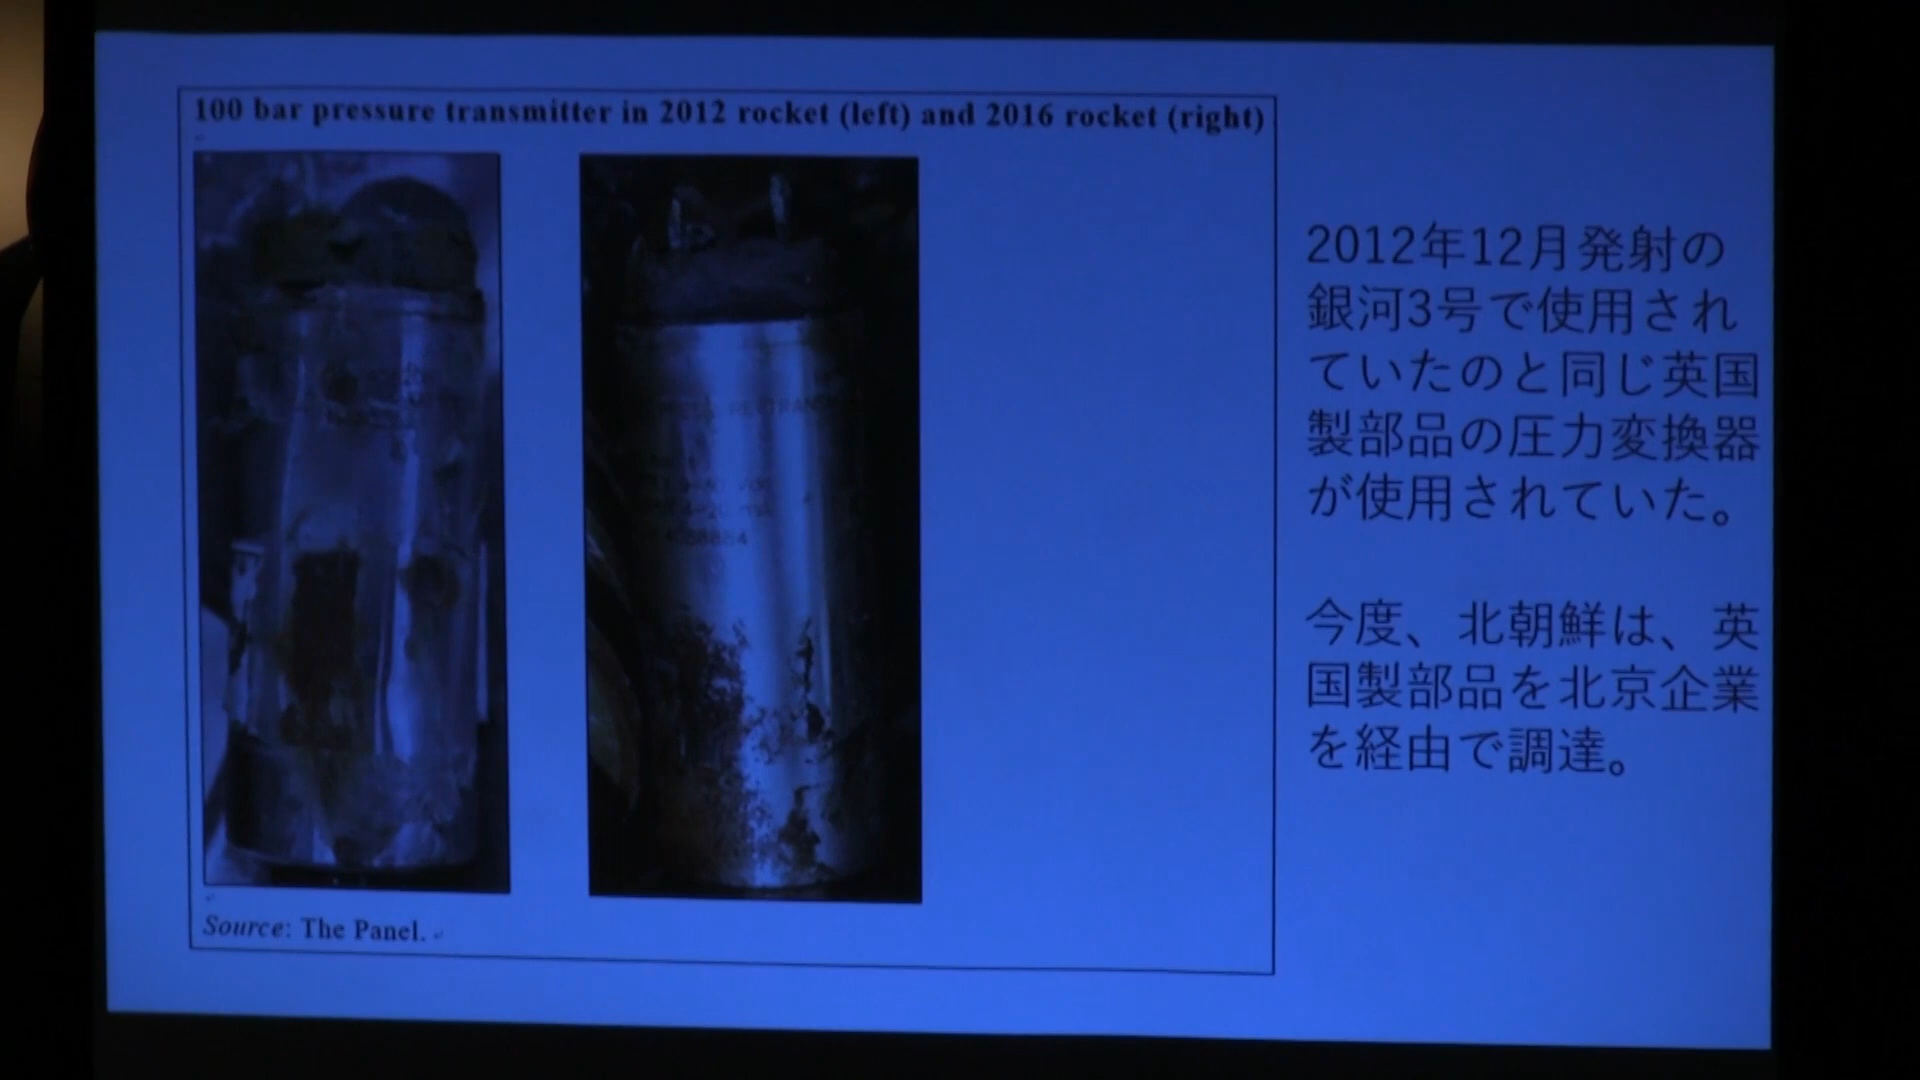 100 bar pressure transmitter in 2012 rocket (left) and 2016 rocket (right)
Source: The Panel.
2012年12月発射の
銀河3号で使用され
ていたのと同じ英国
製部品の圧力変換器
が使用されていた。
今度、北朝鮮は、英
国製部品を北京企業
を経由で調達。